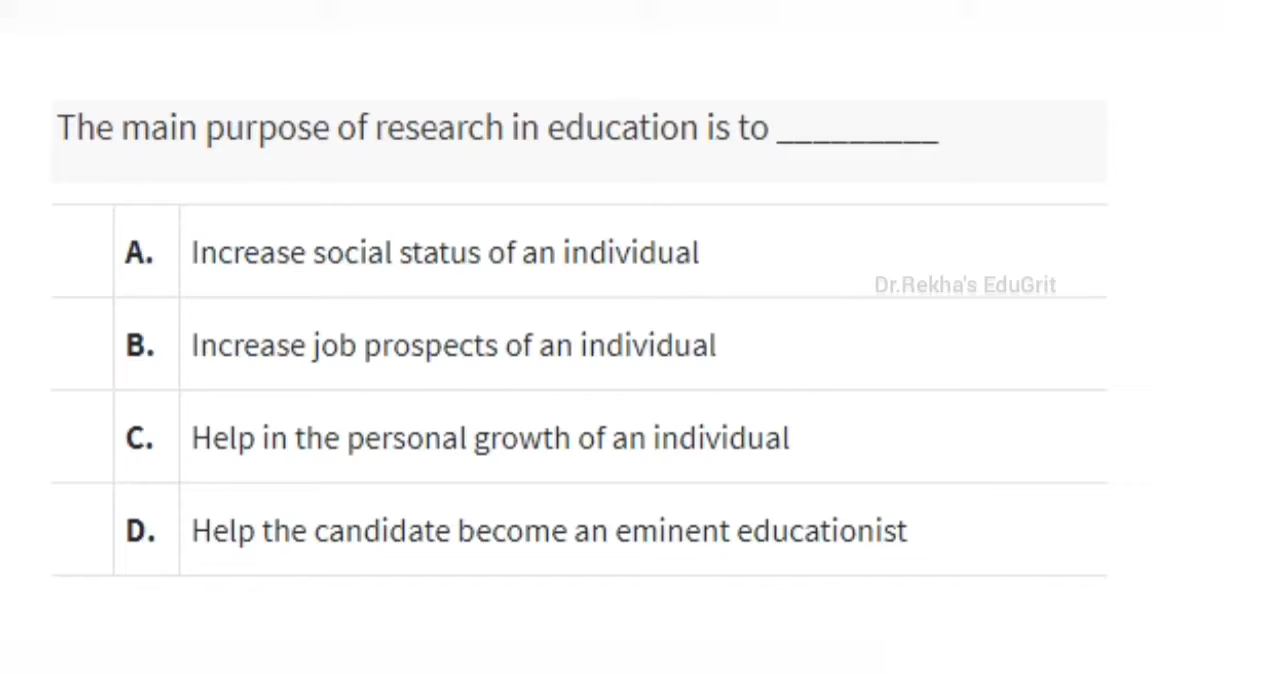 The main purpose of research in education is to _________
A. Increase social status of an individual
Dr.Rekha's EduGrit
B. Increase job prospects of an individual
C. Help in the personal growth of an individual
D. Help the candidate become an eminent educationist